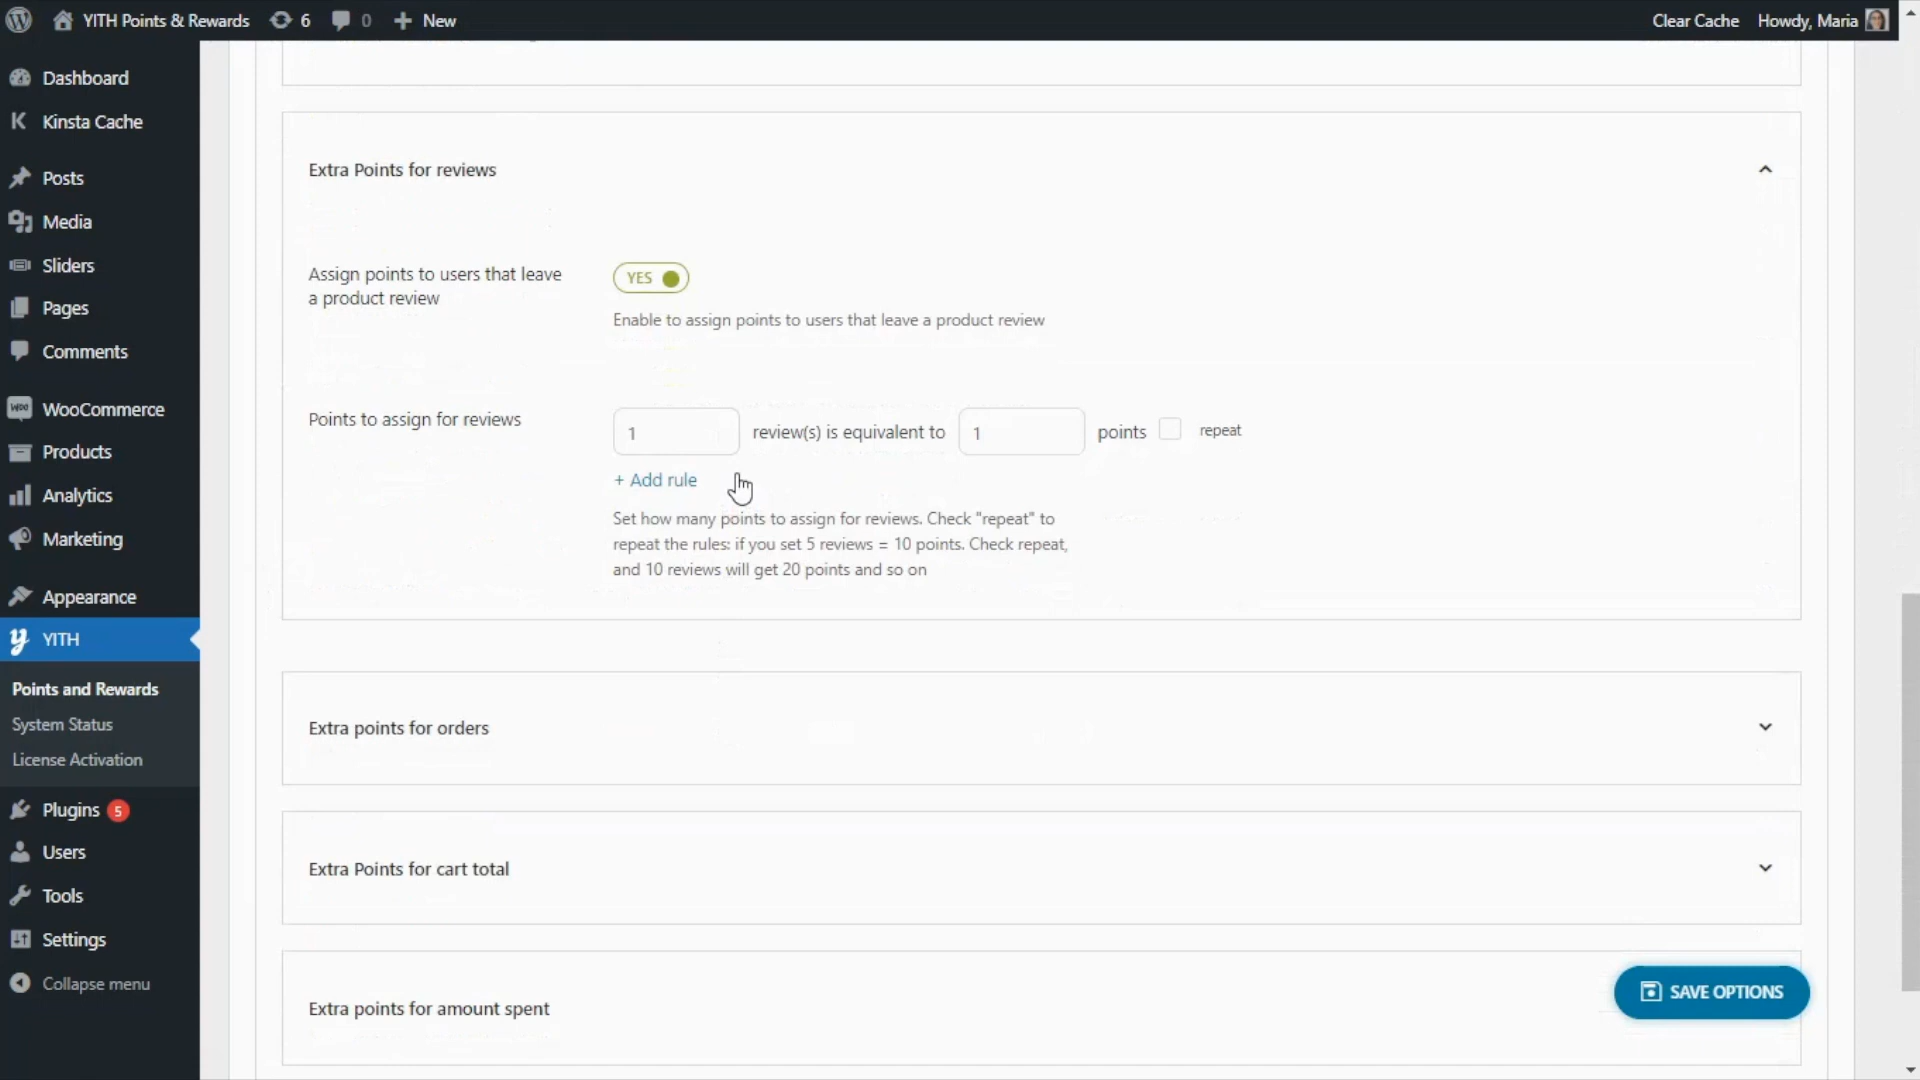 YITH Points & Rewards
6
0
New
Clear Cache
Howdy, Maria
Dashboard
Kinsta Cache
Posts
Media
Sliders
Pages
Comments
WooCommerce
Products
Analytics
Marketing
Appearance
YITH
Points and Rewards
System Status
License Activation
Plugins 5
Users
Tools
Settings
Collapse menu
Extra Points for reviews
Assign points to users that leave
a product review
YES
Enable to assign points to users that leave a product review
Points to assign for reviews
1 review(s) is equivalent to 1 points repeat
+ Add rule
Set how many points to assign for reviews. Check "repeat" to
repeat the rules: if you set 5 reviews = 10 points. Check repeat,
and 10 reviews will get 20 points and so on
Extra points for orders
Extra Points for cart total
Extra points for amount spent
SAVE OPTIONS